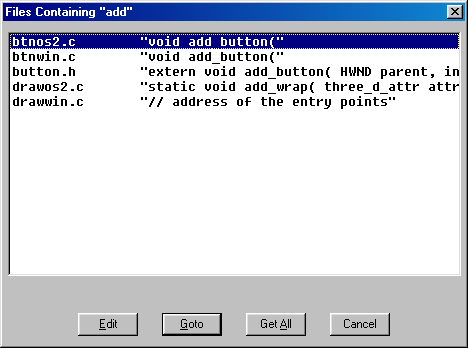 Files Containing "add"
btnos2.c "void add_button("
btnwin.c "void add_button("
button.h "extern void add_button( HWND parent, in
drawos2.c "static void add_wrap( three_d_attr attr
drawwin.c "// address of the entry points"
Edit Goto Get All Cancel